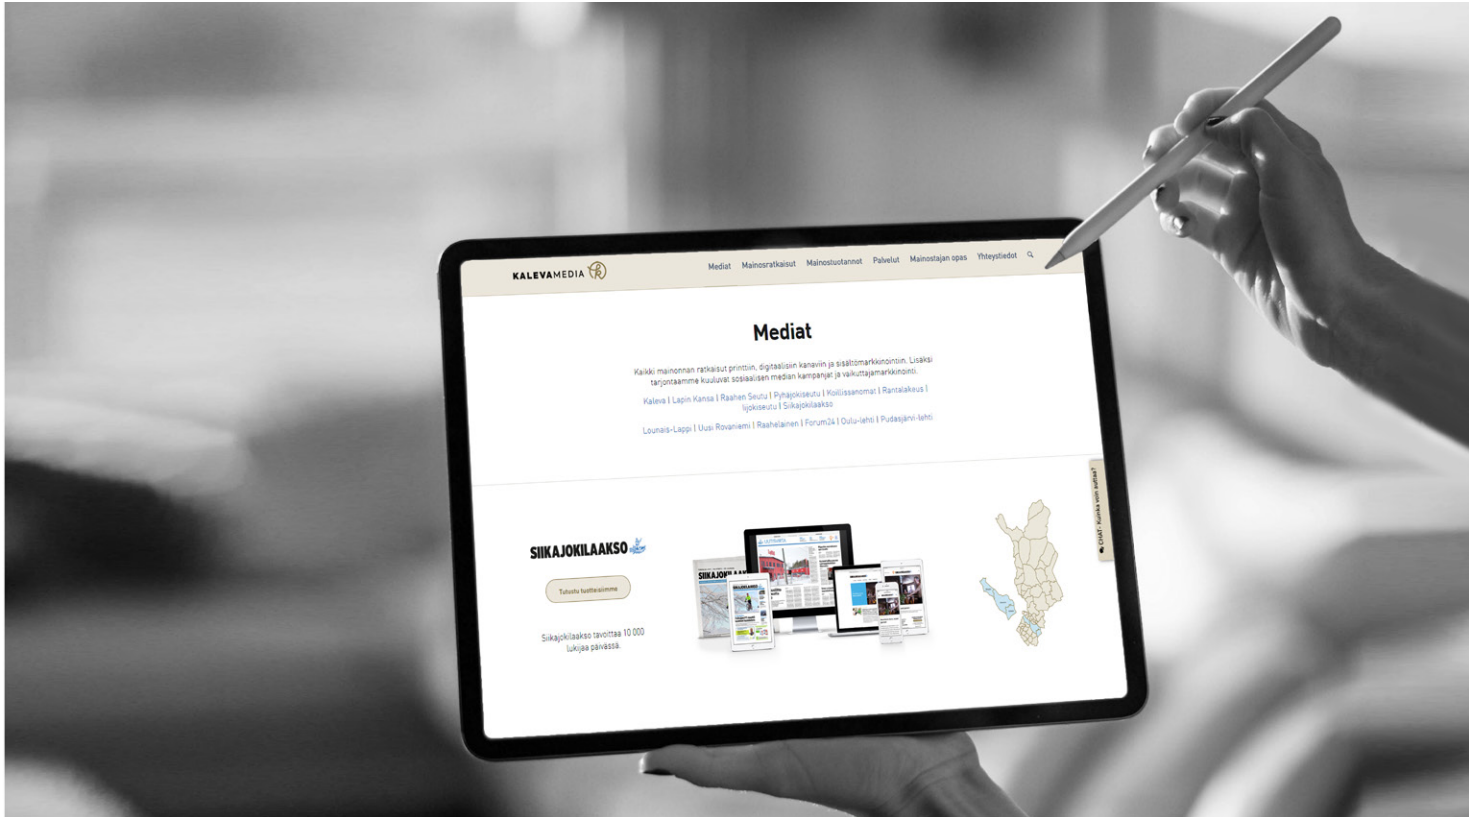 KALEVAMEDIA
Mediat Mainosratkaisut Mainostuotannot Palvelut Mainostajan opas Yhteystiedot
Mediat
Kaikki mainonnan ratkaisut printtiin, digitaalisiin kanaviin ja sisältömarkkinointiin. Lisäksi
tarjontaamme kuuluvat sosiaalisen median kampanjat ja vaikuttajamarkkinointi.
Kaleva | Lapin Kansa | Raahen Seutu | Pyhäjokiseutu | Koillissanomat | Rantalakeus |
Iijokiseutu | Siikajokilaakso
Lounais-Lappi | Uusi Rovaniemi | Raahelainen | Forum24 | Oulu-lehti | Pudasjärvi-lehti
CHAT- Kuinka voin auttaa?
SIIKAJOKILAAKSO
Tutustu tuotteisiimme
Siikajokilaakso tavoittaa 10 000
lukijaa päivässä.
SIIKAJOKILAAK